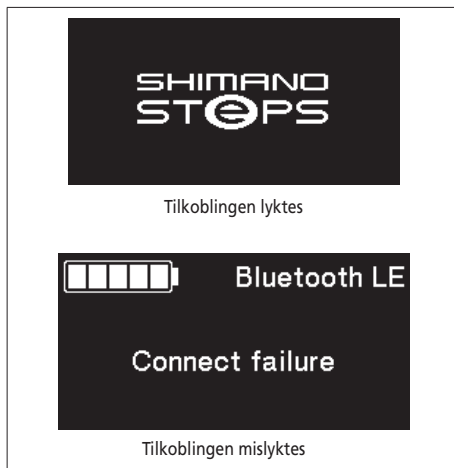 SHIMANO
STEPS
Tilkoblingen lyktes
Bluetooth LE
Connect failure
Tilkoblingen mislyktes